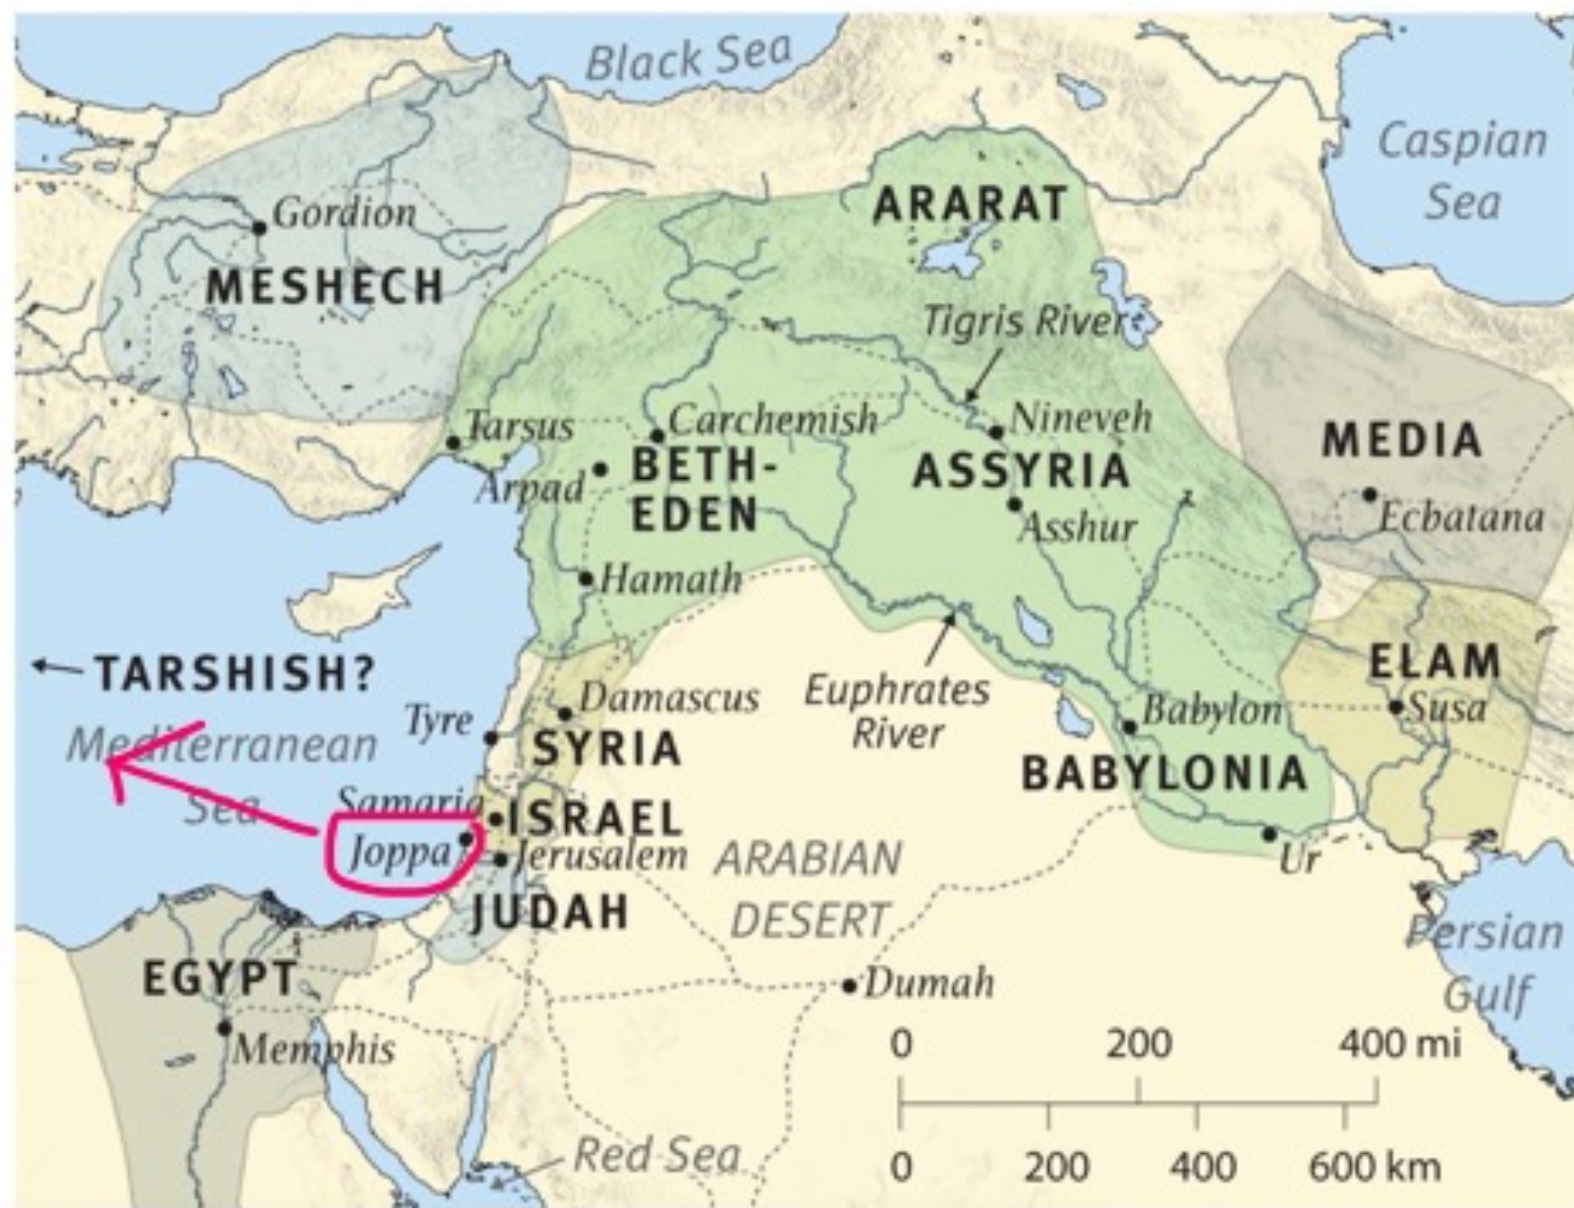 Black Sea
Caspian
Sea
ARARAT
Gordion
MESHECH
Tigris River
Tarsus
Carchemish
Nineveh
MEDIA
BETH-
EDEN
ASSYRIA
Arpad
Asshur
Ecbatana
Hamath
TARSHISH?
ELAM
Euphrates
River
Damascus
Tyre
Babylon
Susa
Mediterranean
Sea
SYRIA
BABYLONIA
Samaria
ISRAEL
Joppa
Jerusalem
ARABIAN
DESERT
Ur
JUDAH
Persian
Gulf
EGYPT
Dumah
Memphis
0 200 400 mi
0 200 400 600 km
Red Sea